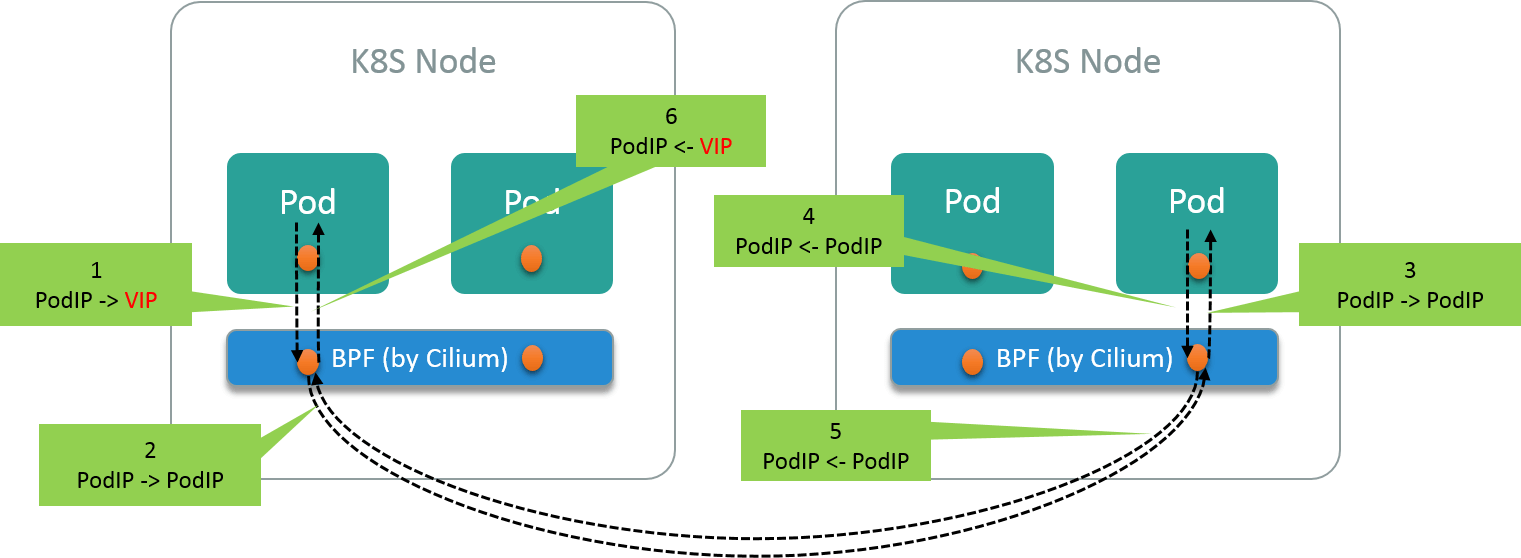 K8S Node
K8S Node
6
PodIP <- VIP
Pod
Pod
Pod
Pod
4
PodIP <- PodIP
1
PodIP -> VIP
3
PodIP -> PodIP
BPF (by Cilium)
BPF (by Cilium)
2
PodIP -> PodIP
5
PodIP <- PodIP